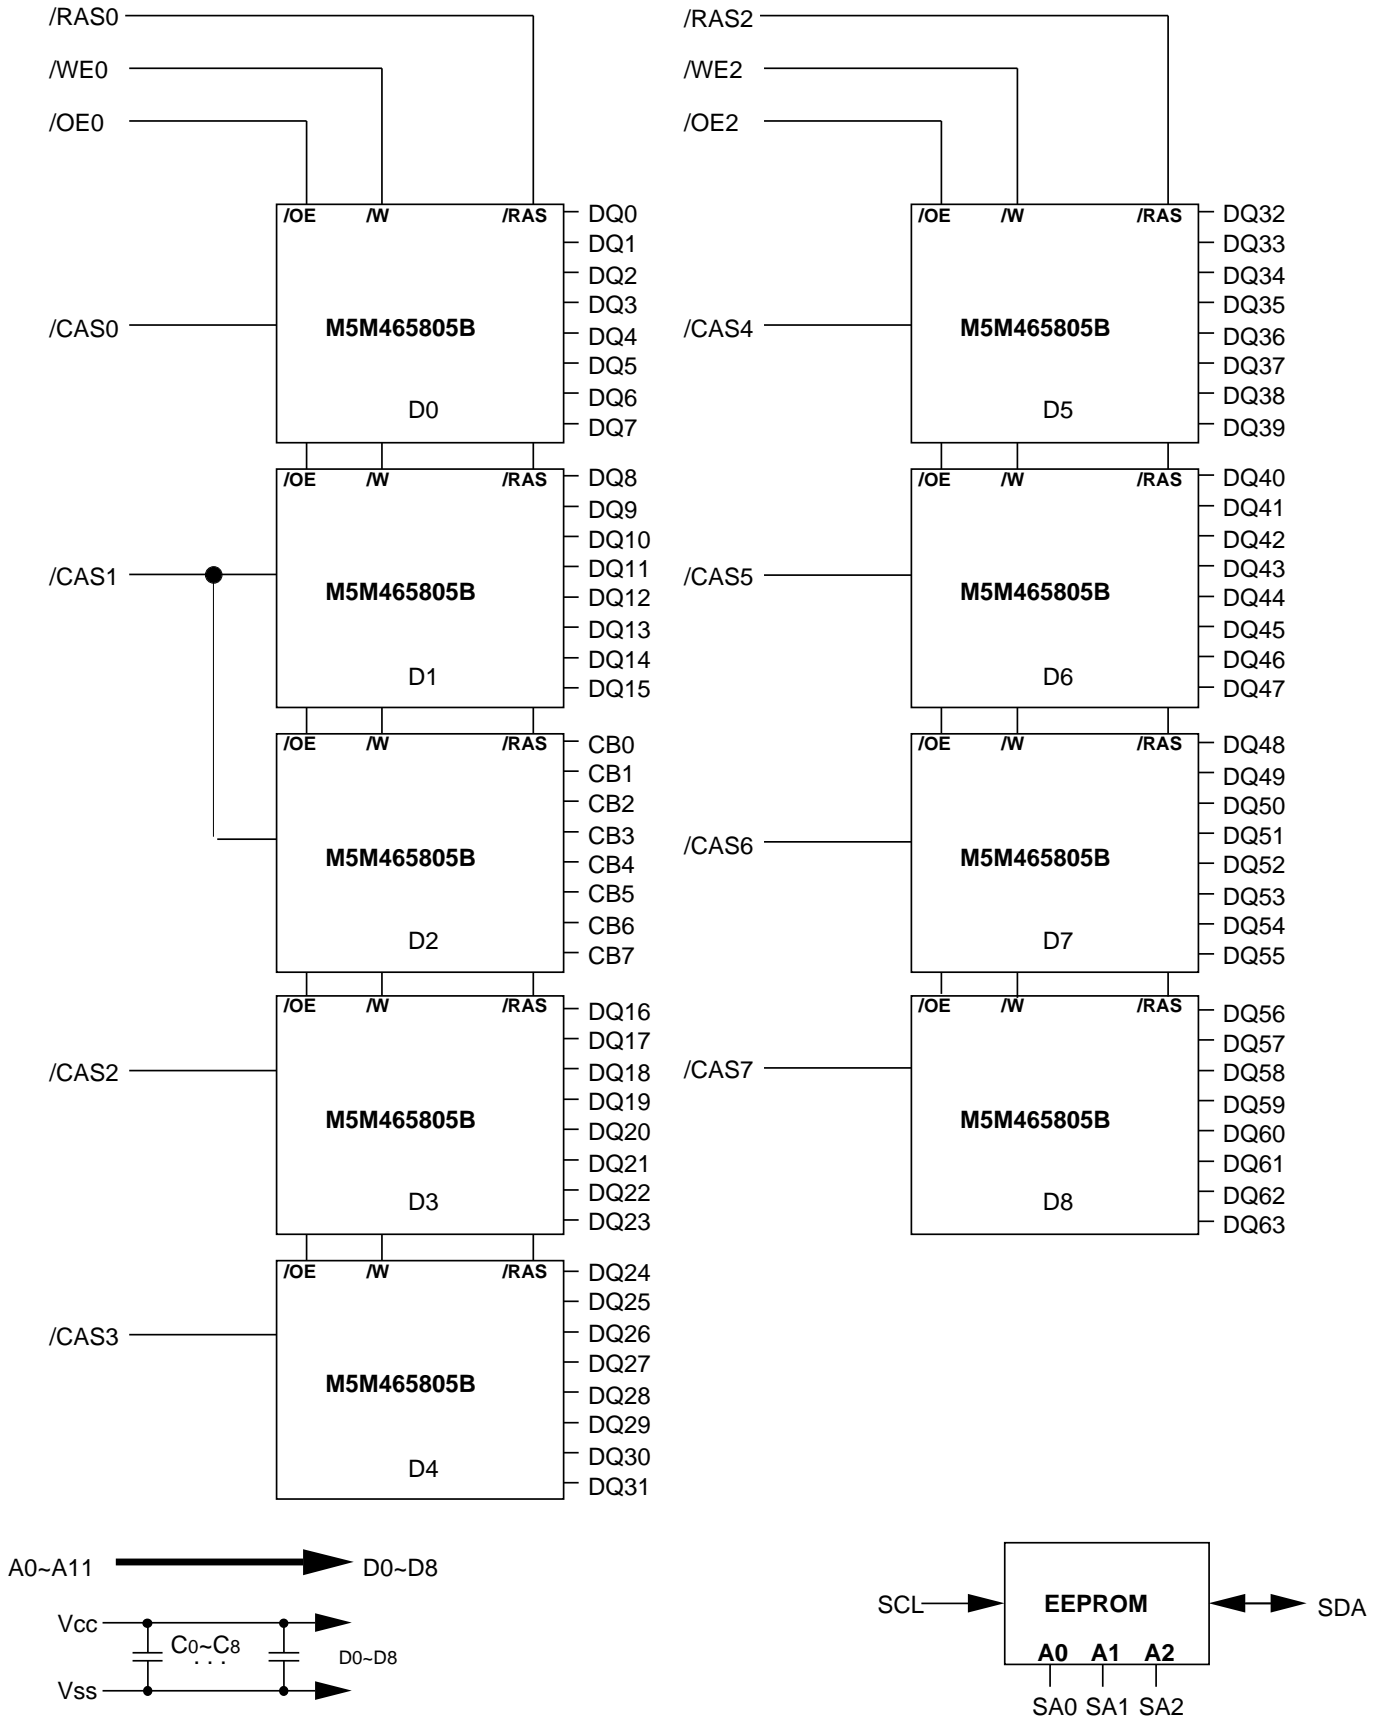 /RAS0
/WE0
/OE0
/OE /W /RAS
DQ0
DQ1
DQ2
DQ3
/CAS0
M5M465805B
DQ4
DQ5
DQ6
D0
DQ7
/OE /W /RAS
DQ8
DQ9
DQ10
DQ11
/CAS1
M5M465805B
DQ12
DQ13
DQ14
D1
DQ15
/OE /W /RAS
CB0
CB1
CB2
CB3
M5M465805B
CB4
CB5
CB6
D2
CB7
/OE /W /RAS
DQ16
DQ17
/CAS2
DQ18
DQ19
M5M465805B
DQ20
DQ21
DQ22
D3
DQ23
/OE /W /RAS
DQ24
DQ25
/CAS3
DQ26
DQ27
M5M465805B
DQ28
DQ29
DQ30
D4
DQ31
/RAS2
/WE2
/OE2
/OE /W /RAS
DQ32
DQ33
DQ34
DQ35
/CAS4
M5M465805B
DQ36
DQ37
DQ38
D5
DQ39
/OE /W /RAS
DQ40
DQ41
DQ42
DQ43
/CAS5
M5M465805B
DQ44
DQ45
DQ46
D6
DQ47
/OE /W /RAS
DQ48
DQ49
DQ50
DQ51
/CAS6
M5M465805B
DQ52
DQ53
DQ54
D7
DQ55
/OE /W /RAS
DQ56
DQ57
/CAS7
DQ58
DQ59
M5M465805B
DQ60
DQ61
DQ62
D8
DQ63
A0~A11 D0~D8
Vcc
C0~C8
. . .
D0~D8
Vss
SCL EEPROM SDA
A0 A1 A2
SA0 SA1 SA2